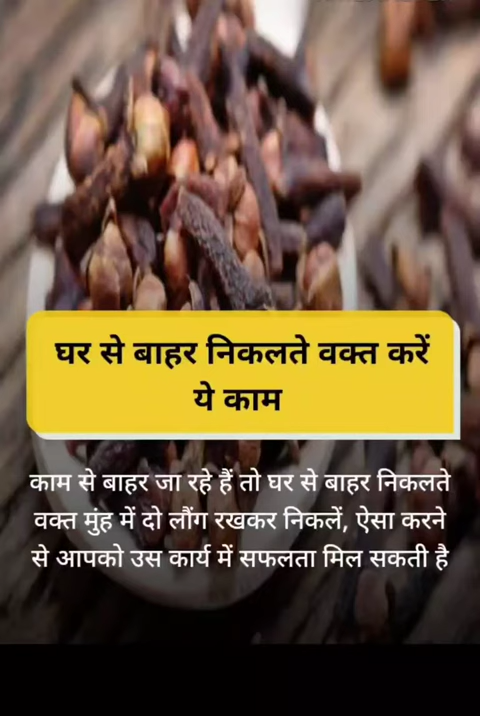 घर से बाहर निकलते वक्त करें
ये काम
काम से बाहर जा रहे हैं तो घर से बाहर निकलते
वक्त मुंह में दो लौंग रखकर निकलें, ऐसा करने
से आपको उस कार्य में सफलता मिल सकती है